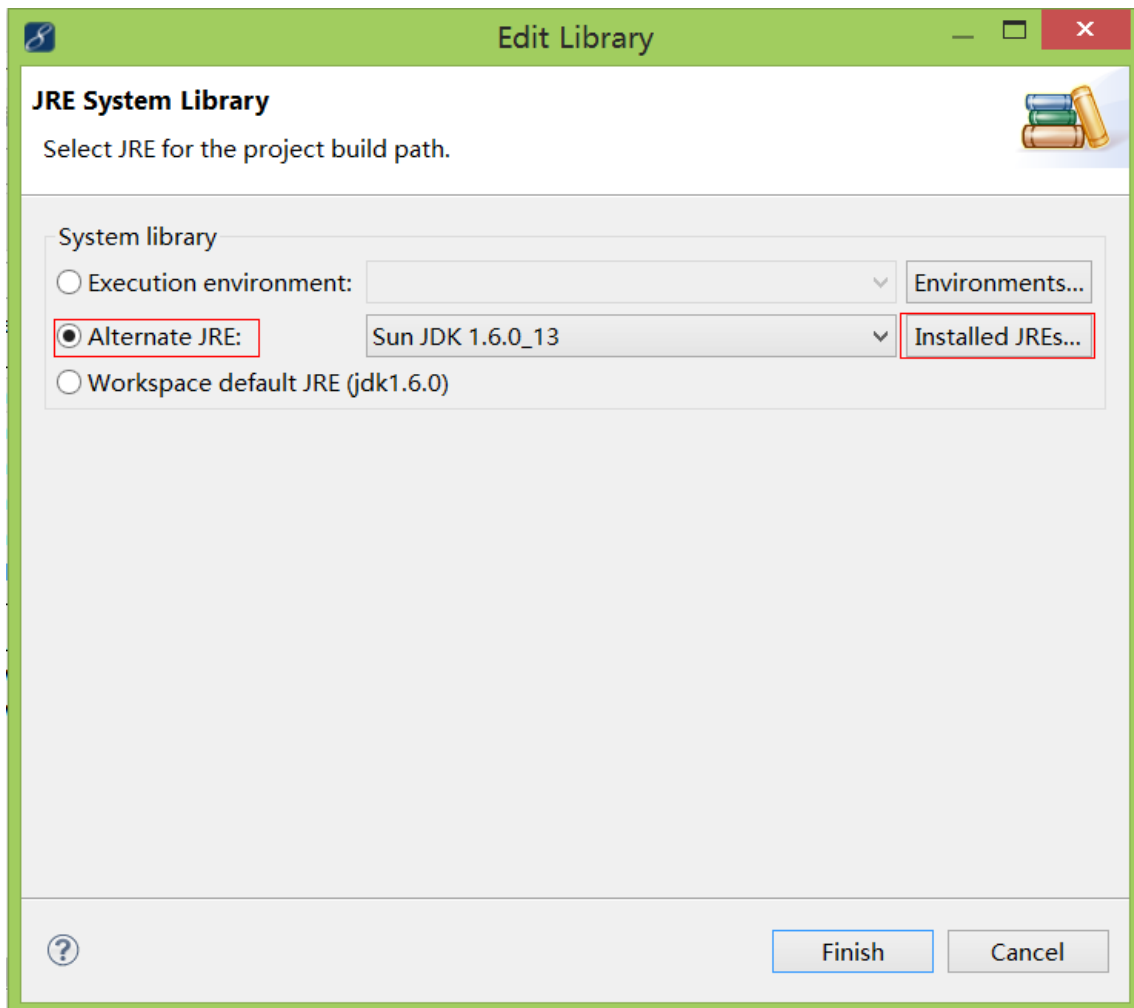 Edit Library
JRE System Library
Select JRE for the project build path.
System library
Execution environment: Environments...
Alternate JRE: Sun JDK 1.6.0_13 Installed JREs...
Workspace default JRE (jdk1.6.0)
? Finish Cancel